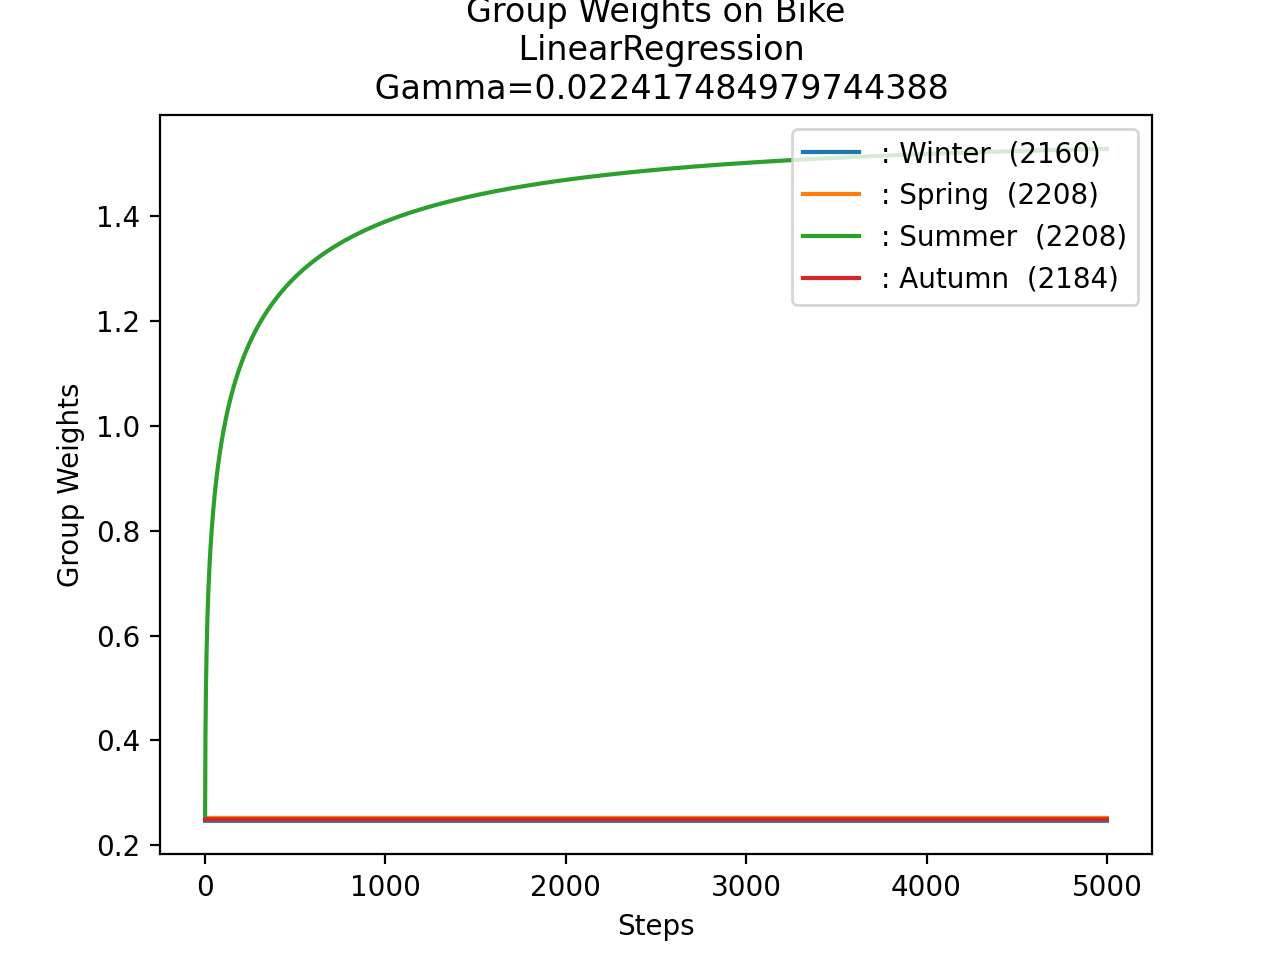 Group Weights on Bike
LinearRegression
Gamma=0.022417484979744388
: Winter (2160)
: Spring (2208)
: Summer (2208)
: Autumn (2184)
Group Weights
1.4
1.2
1.0
0.8
0.6
0.4
0.2
0 1000 2000 3000 4000 5000
Steps